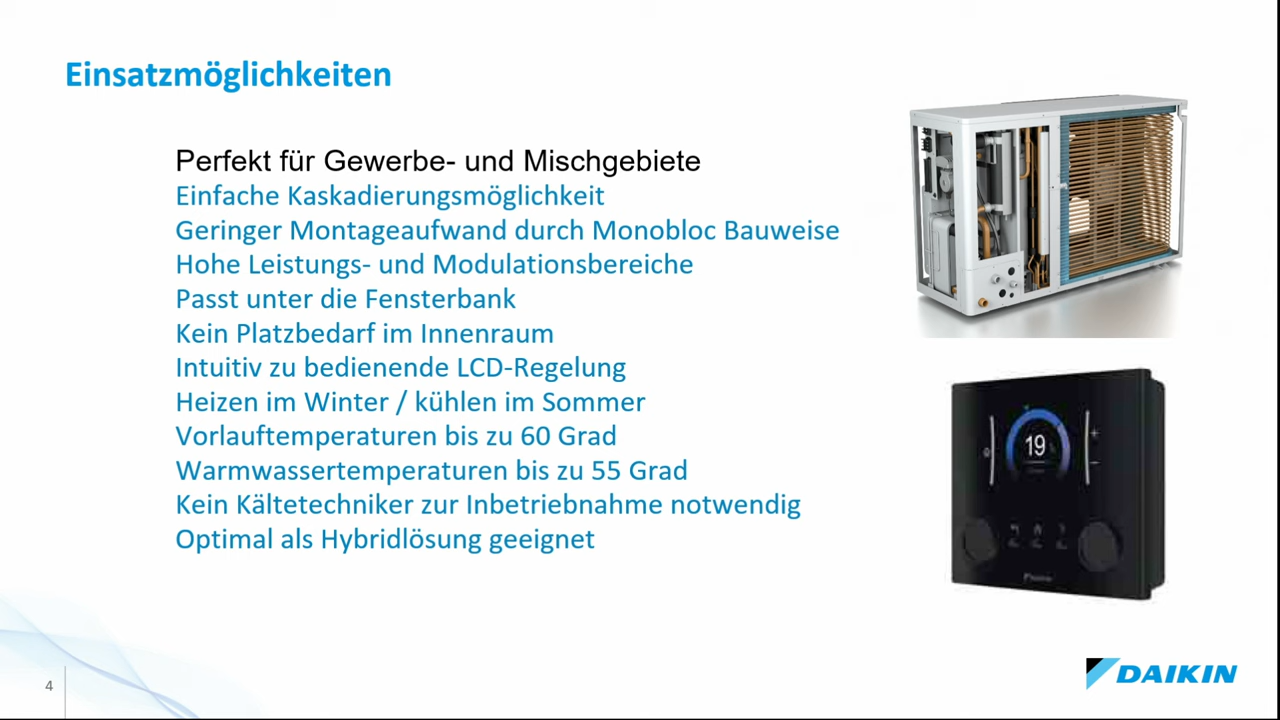 Einsatzmöglichkeiten
Perfekt für Gewerbe- und Mischgebiete
Einfache Kaskadierungsmöglichkeit
Geringer Montageaufwand durch Monobloc Bauweise
Hohe Leistungs- und Modulationsbereiche
Passt unter die Fensterbank
Kein Platzbedarf im Innenraum
Intuitiv zu bedienende LCD-Regelung
Heizen im Winter / kühlen im Sommer
Vorlauftemperaturen bis zu 60 Grad
Warmwassertemperaturen bis zu 55 Grad
Kein Kältetechniker zur Inbetriebnahme notwendig
Optimal als Hybridlösung geeignet
19
+
−
4
DAIKIN